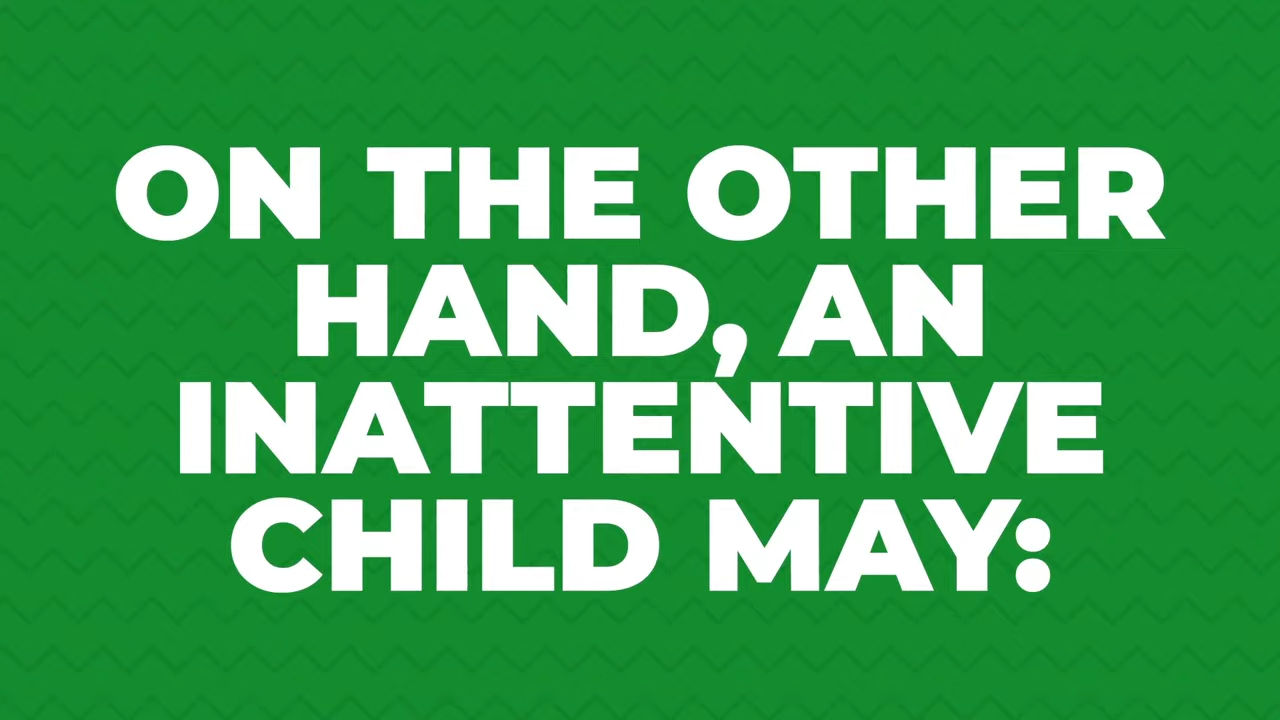 ON THE OTHER
HAND, AN
INATTENTIVE
CHILD MAY: